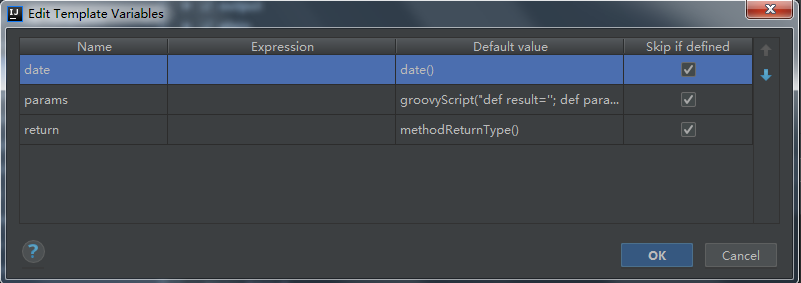 Edit Template Variables
Name Expression Default value Skip if defined
date date()
params groovyScript("def result=''; def para...
return methodReturnType()
? OK Cancel